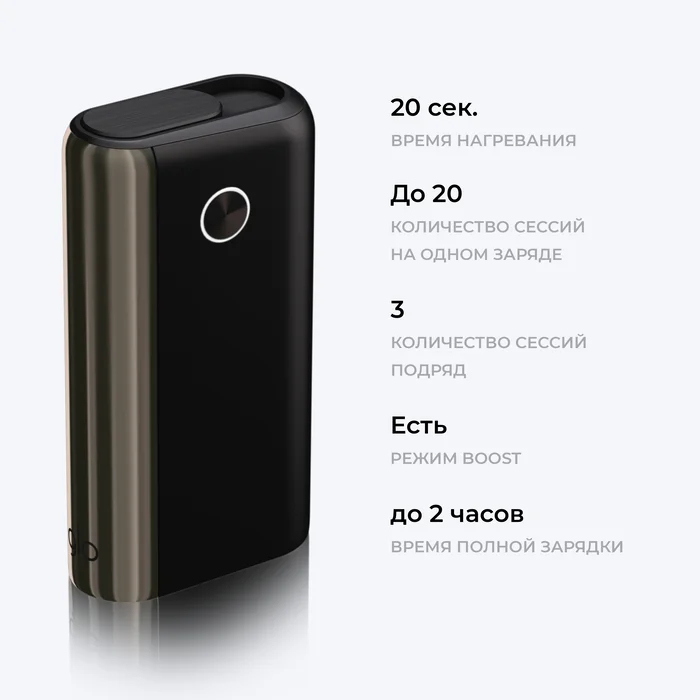 20 сек.
ВРЕМЯ НАГРЕВАНИЯ
До 20
КОЛИЧЕСТВО СЕССИЙ
НА ОДНОМ ЗАРЯДЕ
3
КОЛИЧЕСТВО СЕССИЙ
ПОДРЯД
Есть
РЕЖИМ BOOST
до 2 часов
ВРЕМЯ ПОЛНОЙ ЗАРЯДКИ
glo